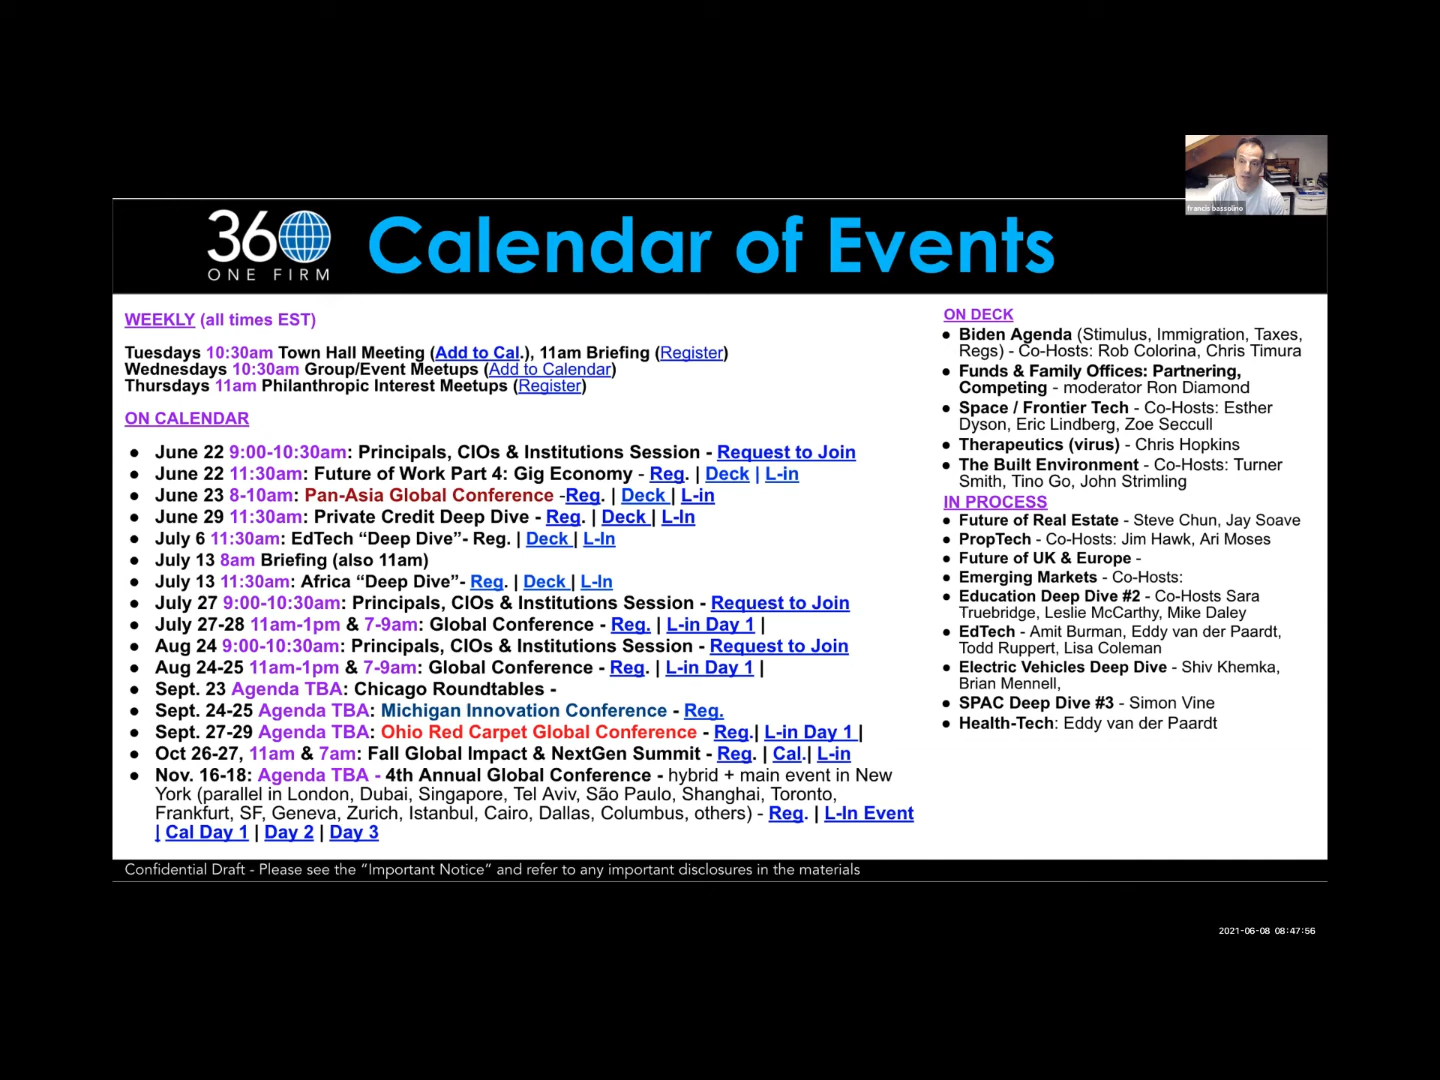 francis bassolino
360
ONE FIRM
Calendar of Events
WEEKLY (all times EST)
Tuesdays 10:30am Town Hall Meeting (Add to Cal.), 11am Briefing (Register)
Wednesdays 10:30am Group/Event Meetups (Add to Calendar)
Thursdays 11am Philanthropic Interest Meetups (Register)
ON CALENDAR
● June 22 9:00-10:30am: Principals, CIOs & Institutions Session - Request to Join
● June 22 11:30am: Future of Work Part 4: Gig Economy - Reg. | Deck | L-in
● June 23 8-10am: Pan-Asia Global Conference -Reg. | Deck | L-in
● June 29 11:30am: Private Credit Deep Dive - Reg. | Deck | L-In
● July 6 11:30am: EdTech “Deep Dive”- Reg. | Deck | L-In
● July 13 8am Briefing (also 11am)
● July 13 11:30am: Africa “Deep Dive”- Reg. | Deck | L-In
● July 27 9:00-10:30am: Principals, CIOs & Institutions Session - Request to Join
● July 27-28 11am-1pm & 7-9am: Global Conference - Reg. | L-in Day 1 |
● Aug 24 9:00-10:30am: Principals, CIOs & Institutions Session - Request to Join
● Aug 24-25 11am-1pm & 7-9am: Global Conference - Reg. | L-in Day 1 |
● Sept. 23 Agenda TBA: Chicago Roundtables -
● Sept. 24-25 Agenda TBA: Michigan Innovation Conference - Reg.
● Sept. 27-29 Agenda TBA: Ohio Red Carpet Global Conference - Reg.| L-in Day 1 |
● Oct 26-27, 11am & 7am: Fall Global Impact & NextGen Summit - Reg. | Cal.| L-in
● Nov. 16-18: Agenda TBA - 4th Annual Global Conference - hybrid + main event in New
York (parallel in London, Dubai, Singapore, Tel Aviv, São Paulo, Shanghai, Toronto,
Frankfurt, SF, Geneva, Zurich, Istanbul, Cairo, Dallas, Columbus, others) - Reg. | L-In Event
| Cal Day 1 | Day 2 | Day 3
ON DECK
● Biden Agenda (Stimulus, Immigration, Taxes,
Regs) - Co-Hosts: Rob Colorina, Chris Timura
● Funds & Family Offices: Partnering,
Competing - moderator Ron Diamond
● Space / Frontier Tech - Co-Hosts: Esther
Dyson, Eric Lindberg, Zoe Seccull
● Therapeutics (virus) - Chris Hopkins
● The Built Environment - Co-Hosts: Turner
Smith, Tino Go, John Strimling
IN PROCESS
● Future of Real Estate - Steve Chun, Jay Soave
● PropTech - Co-Hosts: Jim Hawk, Ari Moses
● Future of UK & Europe -
● Emerging Markets - Co-Hosts:
● Education Deep Dive #2 - Co-Hosts Sara
Truebridge, Leslie McCarthy, Mike Daley
● EdTech - Amit Burman, Eddy van der Paardt,
Todd Ruppert, Lisa Coleman
● Electric Vehicles Deep Dive - Shiv Khemka,
Brian Mennell,
● SPAC Deep Dive #3 - Simon Vine
● Health-Tech: Eddy van der Paardt
Confidential Draft - Please see the “Important Notice” and refer to any important disclosures in the materials
2021-06-08 08:47:56